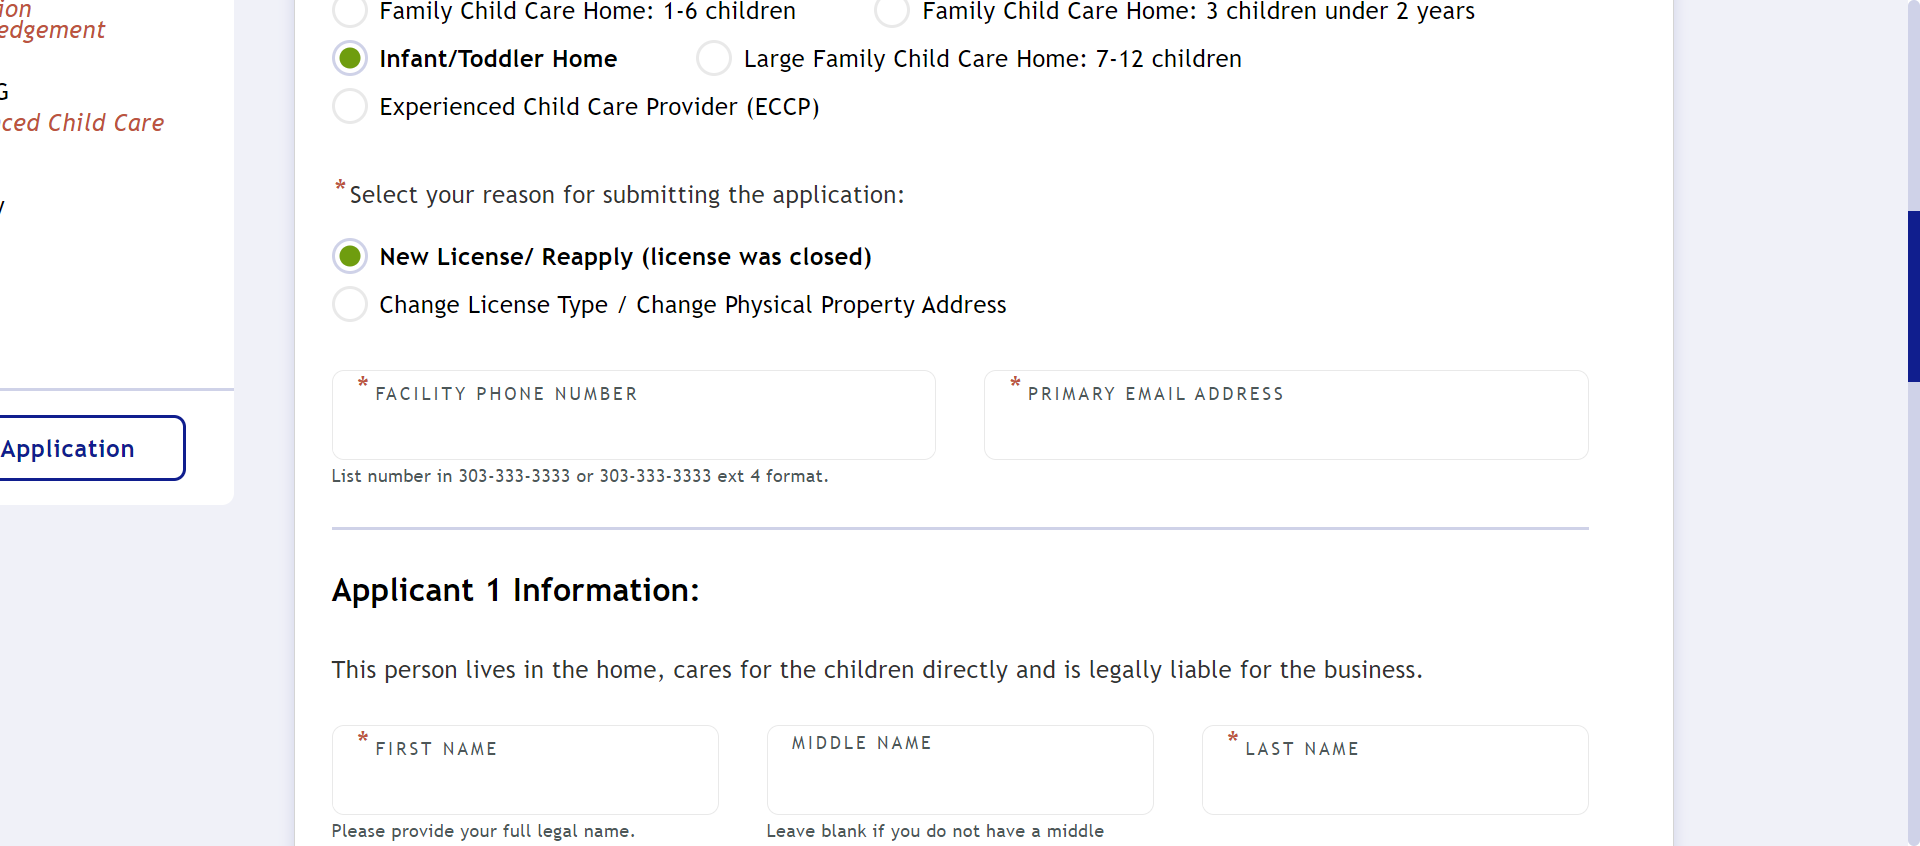 ion
edgement
G
ced Child Care
y
Application
Family Child Care Home: 1-6 children
Family Child Care Home: 3 children under 2 years
Infant/Toddler Home
Large Family Child Care Home: 7-12 children
Experienced Child Care Provider (ECCP)
*Select your reason for submitting the application:
New License/ Reapply (license was closed)
Change License Type / Change Physical Property Address
*FACILITY PHONE NUMBER
*PRIMARY EMAIL ADDRESS
List number in 303-333-3333 or 303-333-3333 ext 4 format.
Applicant 1 Information:
This person lives in the home, cares for the children directly and is legally liable for the business.
*FIRST NAME
MIDDLE NAME
*LAST NAME
Please provide your full legal name.
Leave blank if you do not have a middle